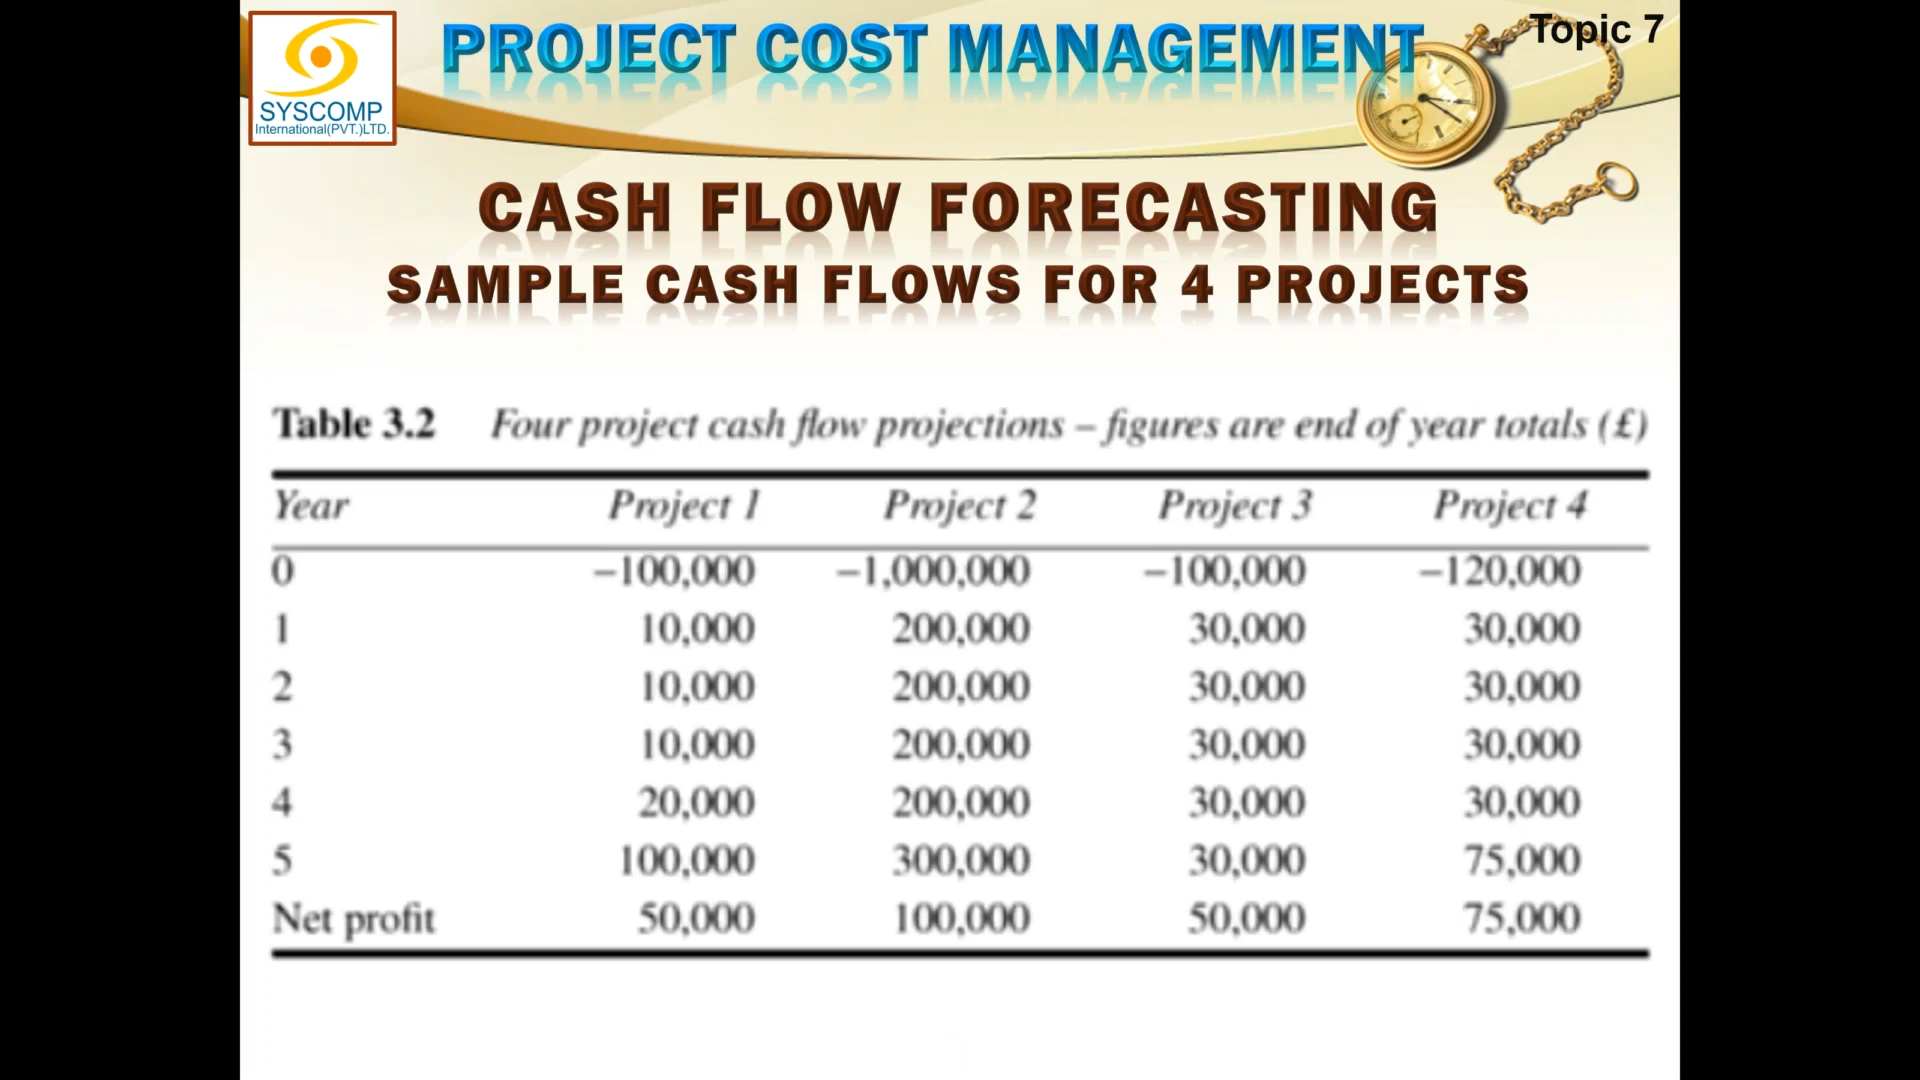 SYSCOMP
International(PVT.)LTD.
PROJECT COST MANAGEMENT
Topic 7
CASH FLOW FORECASTING
SAMPLE CASH FLOWS FOR 4 PROJECTS
Table 3.2 Four project cash flow projections – figures are end of year totals (£)
Year Project 1 Project 2 Project 3 Project 4
0 –100,000 –1,000,000 –100,000 –120,000
1 10,000 200,000 30,000 30,000
2 10,000 200,000 30,000 30,000
3 10,000 200,000 30,000 30,000
4 20,000 200,000 30,000 30,000
5 100,000 300,000 30,000 75,000
Net profit 50,000 100,000 50,000 75,000